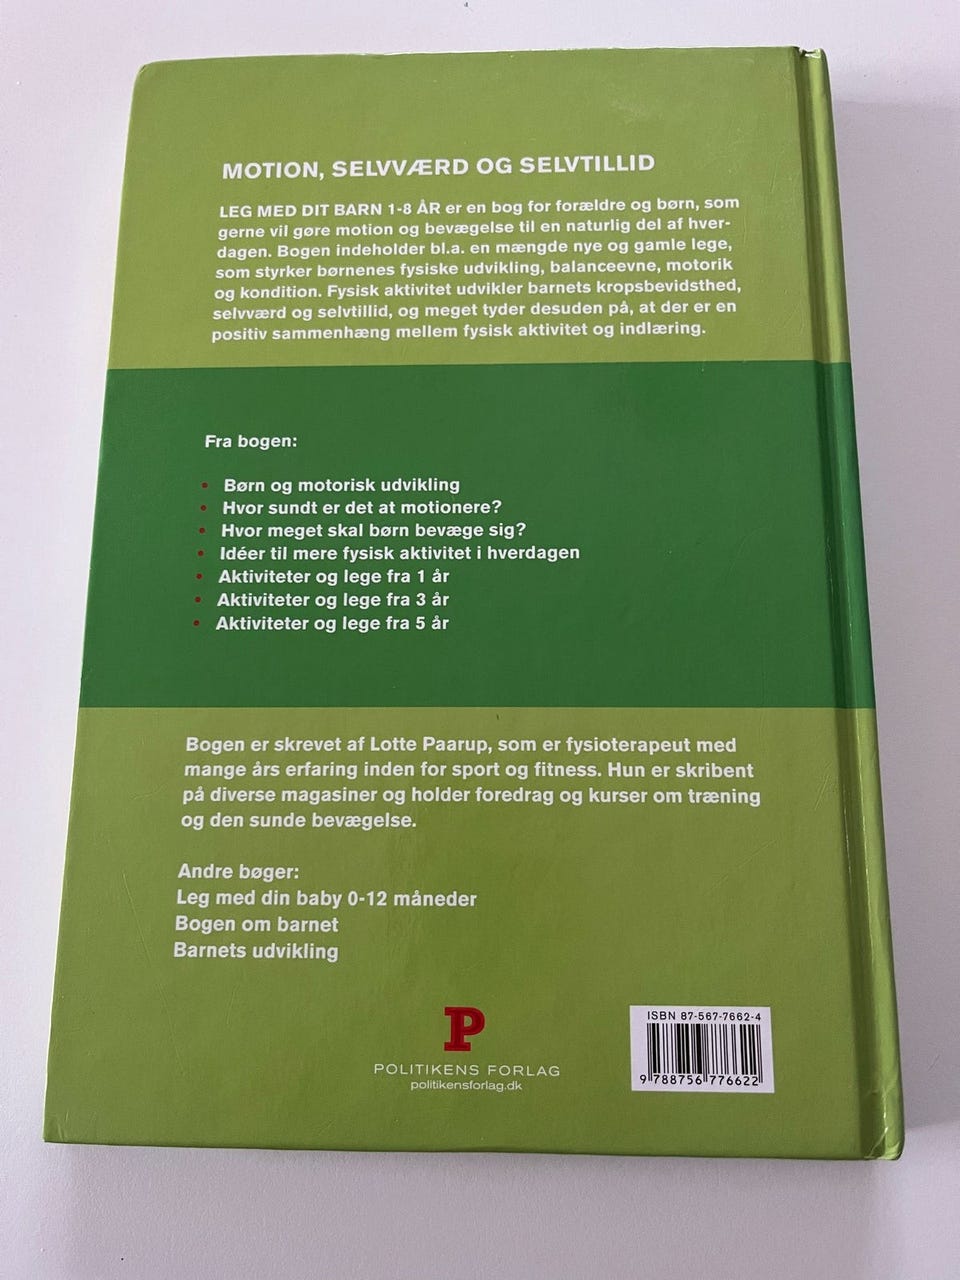 MOTION, SELVVÆRD OG SELVTILLID
LEG MED DIT BARN 1-8 ÅR er en bog for forældre og børn, som
gerne vil gøre motion og bevægelse til en naturlig del af hver-
dagen. Bogen indeholder bl.a. en mængde nye og gamle lege,
som styrker børnenes fysiske udvikling, balanceevne, motorik
og kondition. Fysisk aktivitet udvikler barnets kropsbevidsthed,
selvværd og selvtillid, og meget tyder desuden på, at der er en
positiv sammenhæng mellem fysisk aktivitet og indlæring.
Fra bogen:
• Børn og motorisk udvikling
• Hvor sundt er det at motionere?
• Hvor meget skal børn bevæge sig?
• Idéer til mere fysisk aktivitet i hverdagen
• Aktiviteter og lege fra 1 år
• Aktiviteter og lege fra 3 år
• Aktiviteter og lege fra 5 år
Bogen er skrevet af Lotte Paarup, som er fysioterapeut med
mange års erfaring inden for sport og fitness. Hun er skribent
på diverse magasiner og holder foredrag og kurser om træning
og den sunde bevægelse.
Andre bøger:
Leg med din baby 0-12 måneder
Bogen om barnet
Barnets udvikling
P
POLITIKENS FORLAG
politikensforlag.dk
ISBN 87-567-7662-4
9 788756 776622